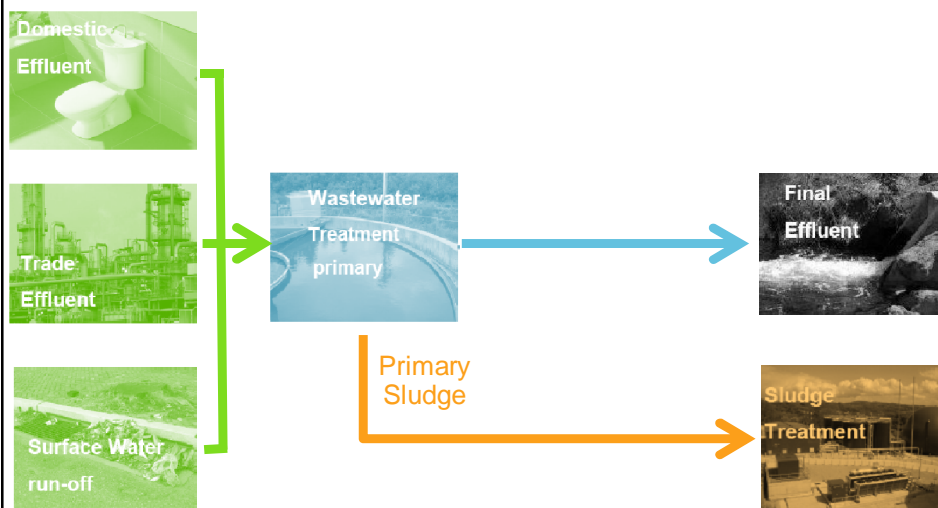 Domestic
Effluent
Trade
Effluent
Surface Water
run-off
Wastewater
Treatment
primary
Primary
Sludge
Final
Effluent
Sludge
Treatment